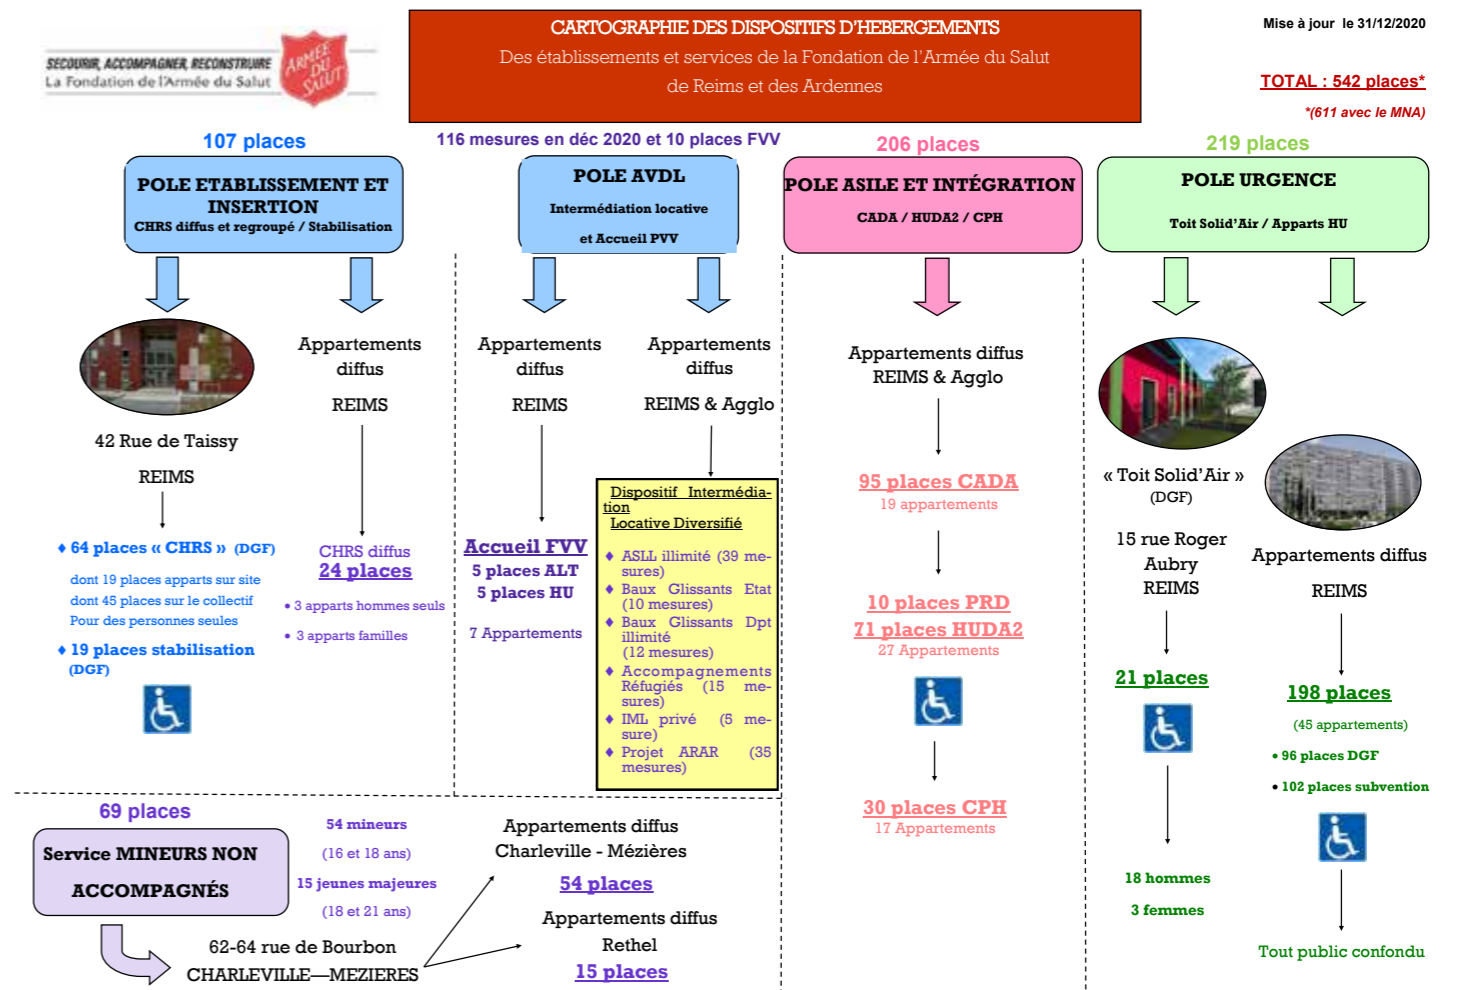 SECOURIR, ACCOMPAGNER, RECONSTRUIRE
La Fondation de l'Armée du Salut
ARMÉE
DU
SALUT
CARTOGRAPHIE DES DISPOSITIFS D'HEBERGEMENTS
Des établissements et services de la Fondation de l'Armée du Salut
de Reims et des Ardennes
Mise à jour le 31/12/2020
TOTAL : 542 places*
*(611 avec le MNA)
107 places
POLE ETABLISSEMENT ET
INSERTION
CHRS diffus et regroupé / Stabilisation
42 Rue de Taissy
REIMS
♦ 64 places « CHRS » (DGF)
dont 19 places apparts sur site
dont 45 places sur le collectif
Pour des personnes seules
♦ 19 places stabilisation
(DGF)
Appartements
diffus
REIMS
CHRS diffus
24 places
• 3 apparts hommes seuls
• 3 apparts familles
116 mesures en déc 2020 et 10 places FVV
POLE AVDL
Intermédiation locative
et Accueil PVV
Appartements
diffus
REIMS
Accueil FVV
5 places ALT
5 places HU
7 Appartements
Appartements
diffus
REIMS & Agglo
Dispositif Intermédia-
tion
Locative Diversifié
♦ ASLL illimité (39 me-
sures)
♦ Baux Glissants Etat
(10 mesures)
♦ Baux Glissants Dpt
illimité
(12 mesures)
♦ Accompagnements
Réfugiés (15 me-
sures)
♦ IML privé (5 me-
sure)
♦ Projet ARAR (35
mesures)
206 places
POLE ASILE ET INTÉGRATION
CADA / HUDA2 / CPH
Appartements diffus
REIMS & Agglo
95 places CADA
19 appartements
10 places PRD
71 places HUDA2
27 Appartements
30 places CPH
17 Appartements
219 places
POLE URGENCE
Toit Solid'Air / Apparts HU
« Toit Solid'Air »
(DGF)
15 rue Roger
Aubry
REIMS
21 places
18 hommes
3 femmes
Appartements diffus
REIMS
198 places
(45 appartements)
• 96 places DGF
• 102 places subvention
Tout public confondu
69 places
Service MINEURS NON
ACCOMPAGNÉS
54 mineurs
(16 et 18 ans)
15 jeunes majeures
(18 et 21 ans)
62-64 rue de Bourbon
CHARLEVILLE—MEZIERES
Appartements diffus
Charleville - Mézières
54 places
Appartements diffus
Rethel
15 places